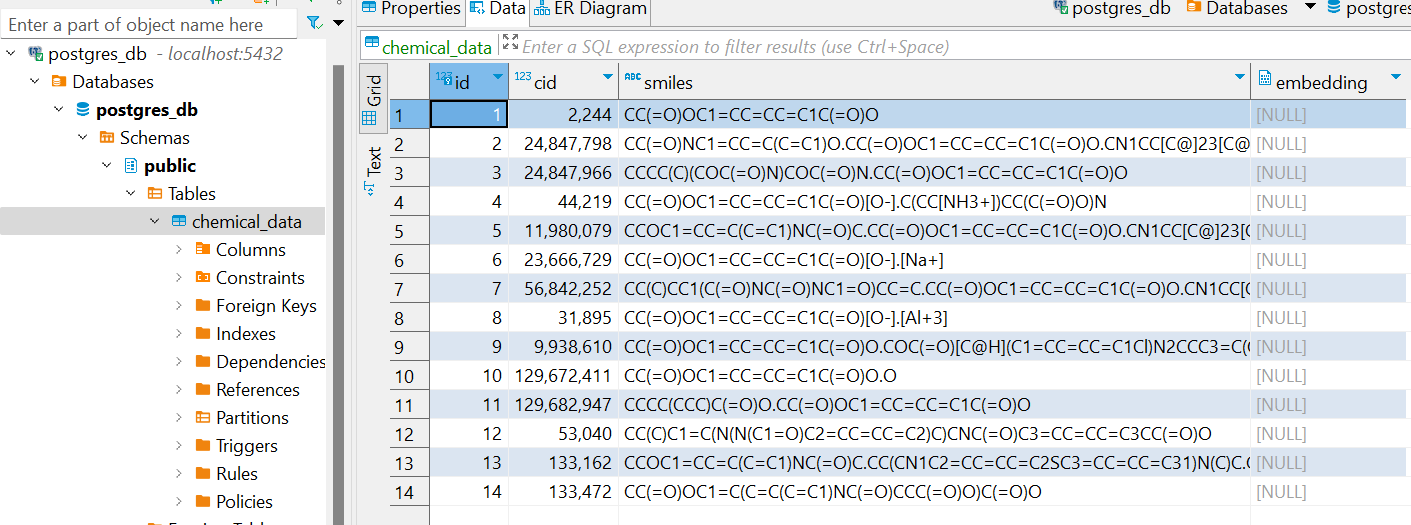 Enter a part of object name here
postgres_db - localhost:5432
Databases
postgres_db
Schemas
public
Tables
chemical_data
Columns
Constraints
Foreign Keys
Indexes
Dependencies
References
Partitions
Triggers
Rules
Policies
Properties Data ER Diagram postgres_db Databases postgres
chemical_data Enter a SQL expression to filter results (use Ctrl+Space)
Grid
Text
123 id 123 cid ABC smiles embedding
1 1 2,244 CC(=O)OC1=CC=CC=C1C(=O)O [NULL]
2 2 24,847,798 CC(=O)NC1=CC=C(C=C1)O.CC(=O)OC1=CC=CC=C1C(=O)O.CN1CC[C@]23[C@ [NULL]
3 3 24,847,966 CCCC(C)(COC(=O)N)COC(=O)N.CC(=O)OC1=CC=CC=C1C(=O)O [NULL]
4 4 44,219 CC(=O)OC1=CC=CC=C1C(=O)[O-].C(CC[NH3+])CC(C(=O)O)N [NULL]
5 5 11,980,079 CCOC1=CC=C(C=C1)NC(=O)C.CC(=O)OC1=CC=CC=C1C(=O)O.CN1CC[C@]23[C [NULL]
6 6 23,666,729 CC(=O)OC1=CC=CC=C1C(=O)[O-].[Na+] [NULL]
7 7 56,842,252 CC(C)CC1(C(=O)NC(=O)NC1=O)CC=C.CC(=O)OC1=CC=CC=C1C(=O)O.CN1CC[C [NULL]
8 8 31,895 CC(=O)OC1=CC=CC=C1C(=O)[O-].[Al+3] [NULL]
9 9 9,938,610 CC(=O)OC1=CC=CC=C1C(=O)O.COC(=O)[C@H](C1=CC=CC=C1Cl)N2CCC3=C( [NULL]
10 10 129,672,411 CC(=O)OC1=CC=CC=C1C(=O)O.O [NULL]
11 11 129,682,947 CCCC(CCC)C(=O)O.CC(=O)OC1=CC=CC=C1C(=O)O [NULL]
12 12 53,040 CC(C)C1=C(N(N(C1=O)C2=CC=CC=C2)C)CNC(=O)C3=CC=CC=C3CC(=O)O [NULL]
13 13 133,162 CCOC1=CC=C(C=C1)NC(=O)C.CC(CN1C2=CC=CC=C2SC3=CC=CC=C31)N(C)C. [NULL]
14 14 133,472 CC(=O)OC1=C(C=C(C=C1)NC(=O)CCC(=O)O)C(=O)O [NULL]